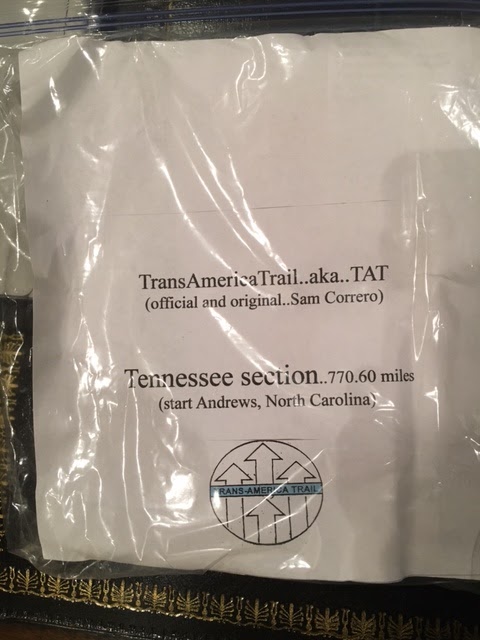 TransAmericaTrail..aka..TAT
(official and original..Sam Correro)
Tennessee section..770.60 miles
(start Andrews, North Carolina)
TRANS-AMERICA TRAIL